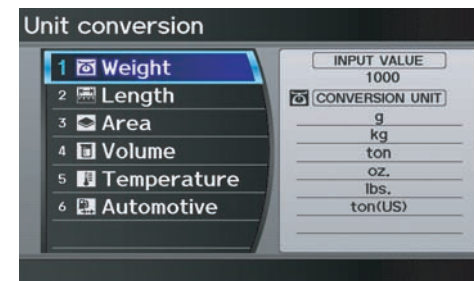 Unit conversion
1 Weight
2 Length
3 Area
4 Volume
5 Temperature
6 Automotive
INPUT VALUE
1000
CONVERSION UNIT
g
kg
ton
oz.
lbs.
ton(US)